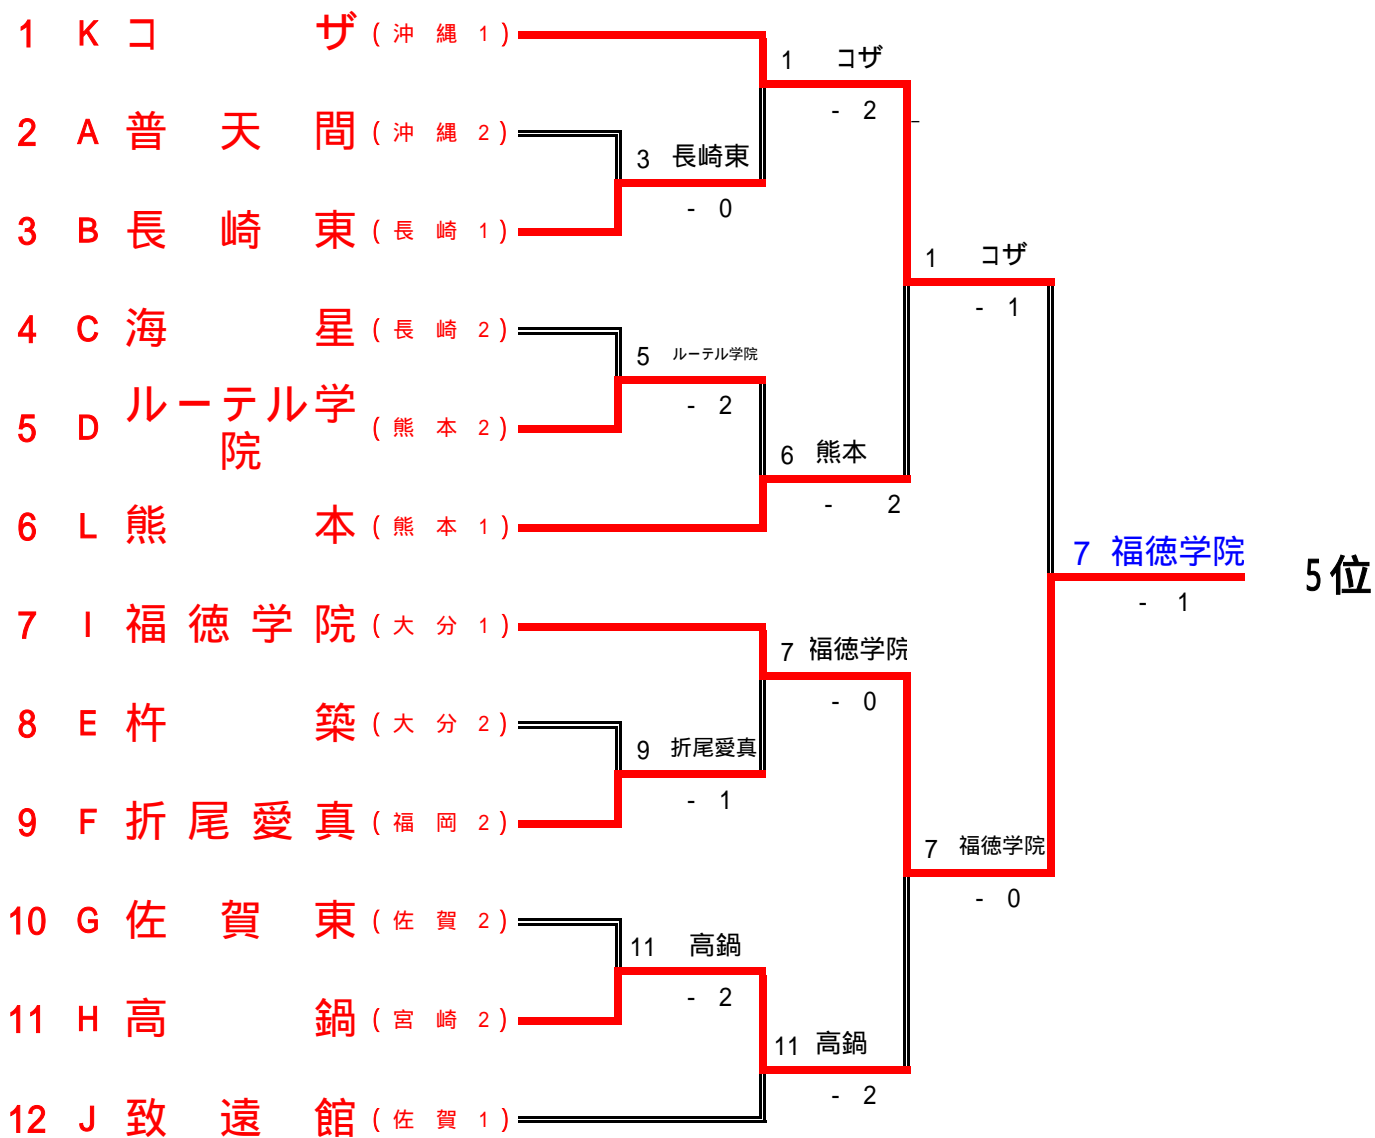 1 K コ ザ ( 沖 縄 1 )
1 コザ
- 2
2 A 普 天 間 ( 沖 縄 2 )
3 長崎東
- 0
3 B 長 崎 東 ( 長 崎 1 )
1 コザ
- 1
4 C 海 星 ( 長 崎 2 )
5 ルーテル学院
- 2
5 D ルーテル学
院
( 熊 本 2 )
6 熊本
- 2
6 L 熊 本 ( 熊 本 1 )
7 福徳学院
- 1
5位
7 I 福 徳 学 院 ( 大 分 1 )
7 福徳学院
- 0
8 E 杵 築 ( 大 分 2 )
9 折尾愛真
- 1
9 F 折 尾 愛 真 ( 福 岡 2 )
7 福徳学院
- 0
10 G 佐 賀 東 ( 佐 賀 2 )
11 高鍋
- 2
11 H 高 鍋 ( 宮 崎 2 )
11 高鍋
- 2
12 J 致 遠 館 ( 佐 賀 1 )